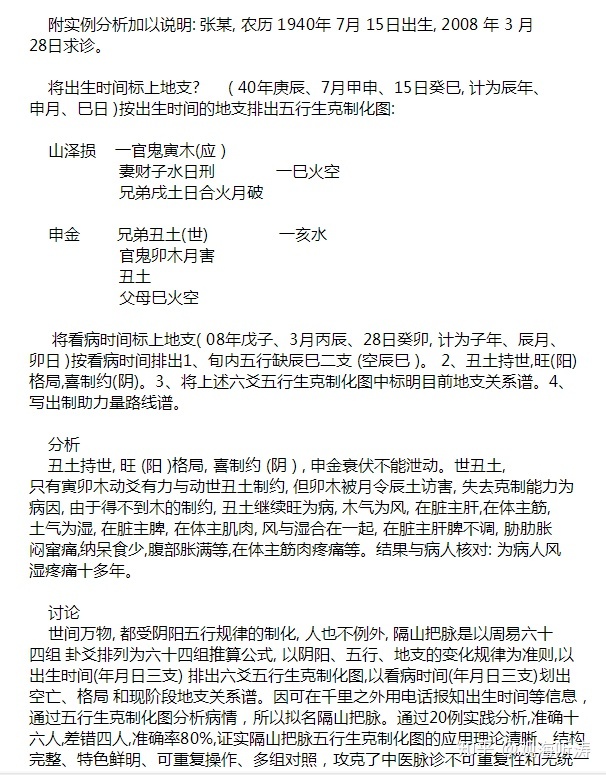 附实例分析加以说明: 张某, 农历 1940年 7月 15日出生, 2008 年 3 月
28日求诊。
将出生时间标上地支? ( 40年庚辰、7月甲申、15日癸巳, 计为辰年、
申月、巳日 )按出生时间的地支排出五行生克制化图:
山泽损 一官鬼寅木(应 )
妻财子水日刑 一巳火空
兄弟戌土日合火月破
申金 兄弟丑土(世) 一亥水
官鬼卯木月害
丑土
父母巳火空
将看病时间标上地支( 08年戊子、3月丙辰、28日癸卯, 计为子年、辰月、
卯日 )按看病时间排出1、旬内五行缺辰巳二支 (空辰巳 )。 2、丑土持世,旺(阳)
格局,喜制约(阴)。3、将上述六爻五行生克制化图中标明目前地支关系谱。4、
写出制助力量路线谱。
分析
丑土持世, 旺 (阳 )格局, 喜制约 (阴 ) , 申金衰伏不能泄动。世丑土,
只有寅卯木动爻有力与动世丑土制约, 但卯木被月令辰土访害, 失去克制能力为
病因, 由于得不到木的制约, 丑土继续旺为病, 木气为风, 在脏主肝,在体主筋,
土气为湿, 在脏主脾, 在体主肌肉, 风与湿合在一起, 在脏主肝脾不调, 胁肋胀
闷窜痛,纳呆食少,腹部胀满等,在体主筋肉疼痛等。结果与病人核对: 为病人风
湿疼痛十多年。
讨论
世间万物, 都受阴阳五行规律的制化, 人也不例外, 隔山把脉是以周易六十
四组 卦爻排列为六十四组推算公式, 以阴阳、五行、地支的变化规律为准则,以
出生时间(年月日三支) 排出六爻五行生克制化图,以看病时间(年月日三支)划出
空亡、格局 和现阶段地支关系谱。因可在千里之外用电话报知出生时间等信息，
通过五行生克制化图分析病情，所以拟名隔山把脉。通过20例实践分析,准确十
六人,差错四人,准确率80%,证实隔山把脉五行生克制化图的应用理论清晰、结构
完整、特色鲜明、可重复操作、多组对照，攻克了中医脉诊不可重复性和无统一